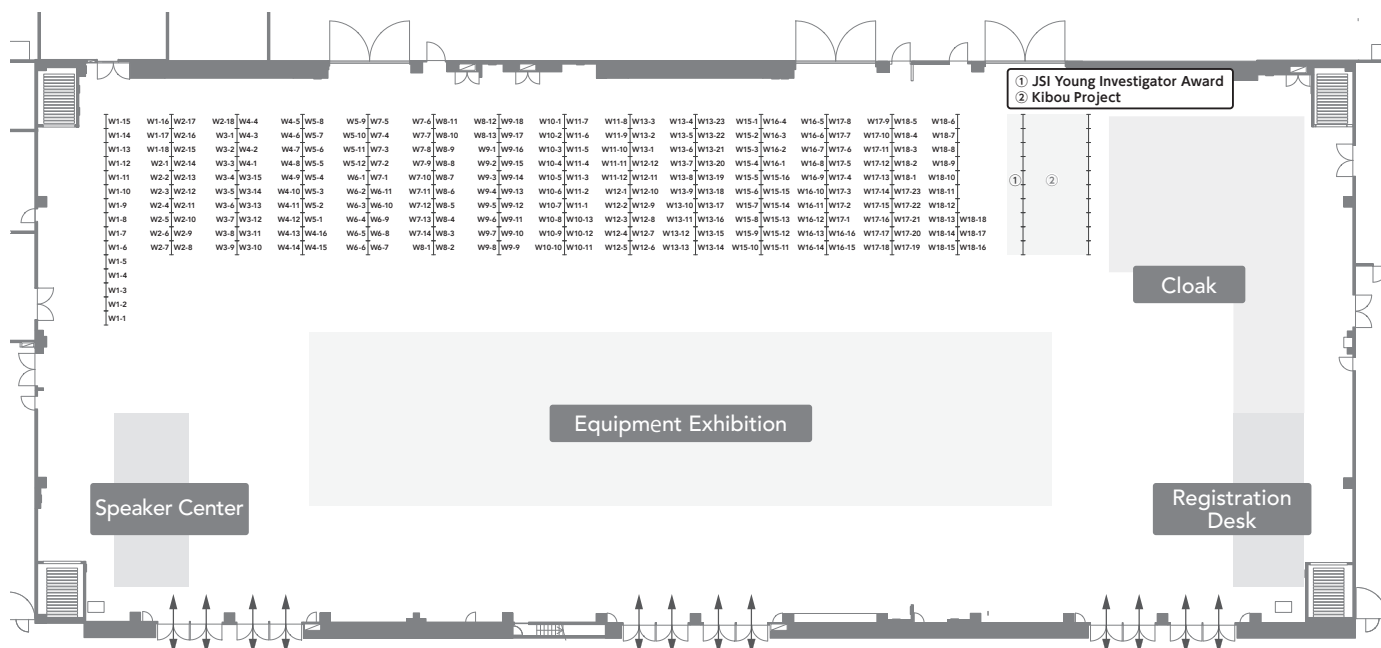 ① JSI Young Investigator Award
② Kibou Project
W1-15 W1-16 W2-17 W2-18 W4-4 W4-5 W5-8 W5-9 W7-5 W7-6 W8-11 W8-12 W9-18 W10-1 W11-7 W11-8 W13-3 W13-4 W13-23 W15-1 W16-4 W16-5 W17-8 W17-9 W18-5 W18-6
W1-14 W1-17 W2-16 W3-1 W4-3 W4-6 W5-7 W5-10 W7-4 W7-7 W8-10 W8-13 W9-17 W10-2 W11-6 W11-9 W13-2 W13-5 W13-22 W15-2 W16-3 W16-6 W17-7 W17-10 W18-4 W18-7
W1-13 W1-18 W2-15 W3-2 W4-2 W4-7 W5-6 W5-11 W7-3 W7-8 W8-9 W9-1 W9-16 W10-3 W11-5 W11-10 W13-1 W13-6 W13-21 W15-3 W16-2 W16-7 W17-6 W17-11 W18-3 W18-8
W1-12 W2-1 W2-14 W3-3 W4-1 W4-8 W5-5 W5-12 W7-2 W7-9 W8-8 W9-2 W9-15 W10-4 W11-4 W11-11 W12-12 W13-7 W13-20 W15-4 W16-1 W16-8 W17-5 W17-12 W18-2 W18-9
W1-11 W2-2 W2-13 W3-4 W3-15 W4-9 W5-4 W6-1 W7-1 W7-10 W8-7 W9-3 W9-14 W10-5 W11-3 W11-12 W12-11 W13-8 W13-19 W15-5 W15-16 W16-9 W17-4 W17-13 W18-1 W18-10 ① ②
W1-10 W2-3 W2-12 W3-5 W3-14 W4-10 W5-3 W6-2 W6-11 W7-11 W8-6 W9-4 W9-13 W10-6 W11-2 W12-1 W12-10 W13-9 W13-18 W15-6 W15-15 W16-10 W17-3 W17-14 W17-23 W18-11
W1-9 W2-4 W2-11 W3-6 W3-13 W4-11 W5-2 W6-3 W6-10 W7-12 W8-5 W9-5 W9-12 W10-7 W11-1 W12-2 W12-9 W13-10 W13-17 W15-7 W15-14 W16-11 W17-2 W17-15 W17-22 W18-12
W1-8 W2-5 W2-10 W3-7 W3-12 W4-12 W5-1 W6-4 W6-9 W7-13 W8-4 W9-6 W9-11 W10-8 W10-13 W12-3 W12-8 W13-11 W13-16 W15-8 W15-13 W16-12 W17-1 W17-16 W17-21 W18-13 W18-18
W1-7 W2-6 W2-9 W3-8 W3-11 W4-13 W4-16 W6-5 W6-8 W7-14 W8-3 W9-7 W9-10 W10-9 W10-12 W12-4 W12-7 W13-12 W13-15 W15-9 W15-12 W16-13 W16-16 W17-17 W17-20 W18-14 W18-17
W1-6 W2-7 W2-8 W3-9 W3-10 W4-14 W4-15 W6-6 W6-7 W8-1 W8-2 W9-8 W9-9 W10-10 W10-11 W12-5 W12-6 W13-13 W13-14 W15-10 W15-11 W16-14 W16-15 W17-18 W17-19 W18-15 W18-16
W1-5
W1-4
W1-3
W1-2
W1-1
Cloak
Equipment Exhibition
Speaker Center
Registration
Desk